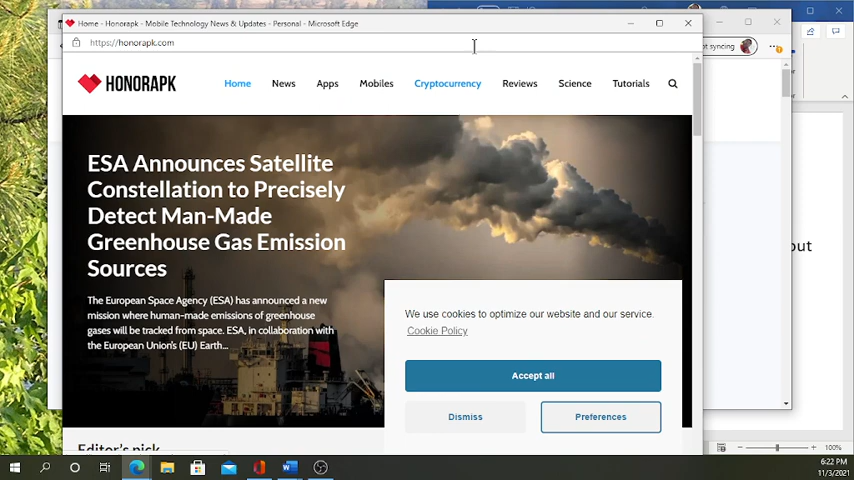 Home - Honorapk - Mobile Technology News & Updates - Personal - Microsoft Edge
https://honorapk.com
ot syncing
HONORAPK
Home News Apps Mobiles Cryptocurrency Reviews Science Tutorials
ESA Announces Satellite
Constellation to Precisely
Detect Man-Made
Greenhouse Gas Emission
Sources
The European Space Agency (ESA) has announced a new
mission where human-made emissions of greenhouse
gases will be tracked from space. ESA, in collaboration with
the European Union's (EU) Earth...
out
We use cookies to optimize our website and our service.
Cookie Policy
Accept all
Dismiss Preferences
Editor's pick
100%
6:22 PM
11/3/2021